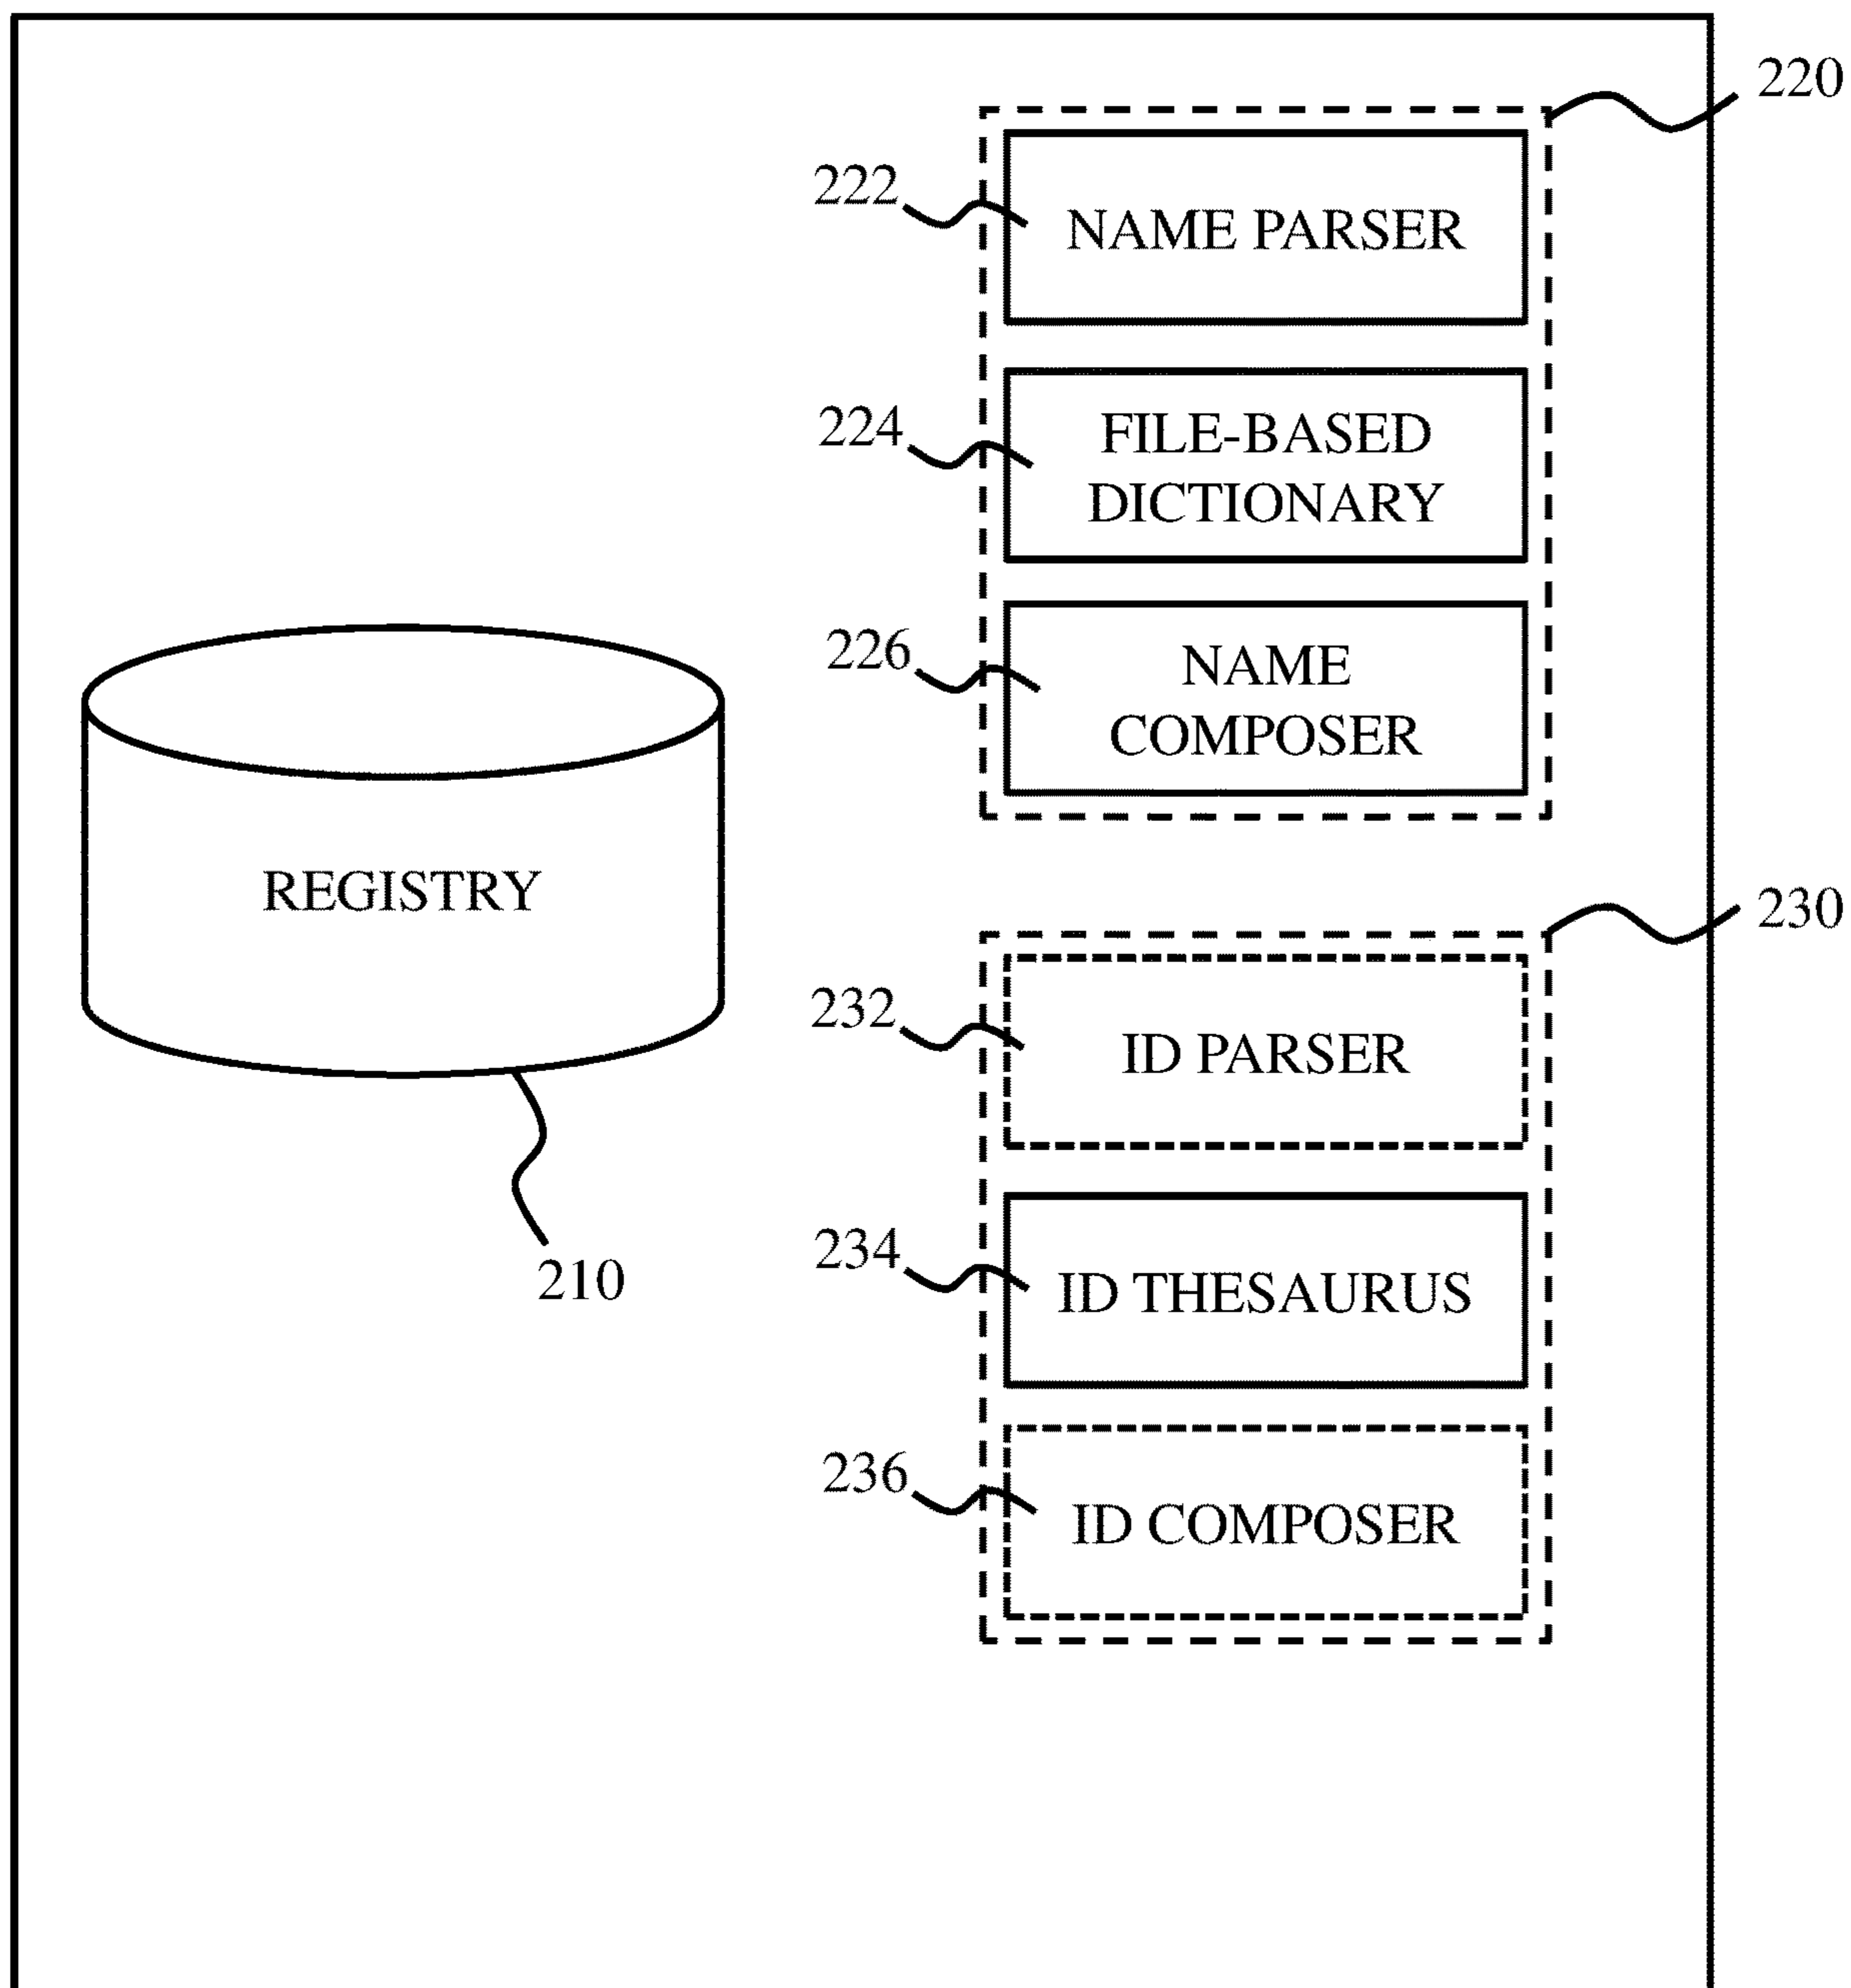 220
222
NAME PARSER
224
FILE-BASED
DICTIONARY
226
NAME
COMPOSER
REGISTRY
210
230
232
ID PARSER
234
ID THESAURUS
236
ID COMPOSER